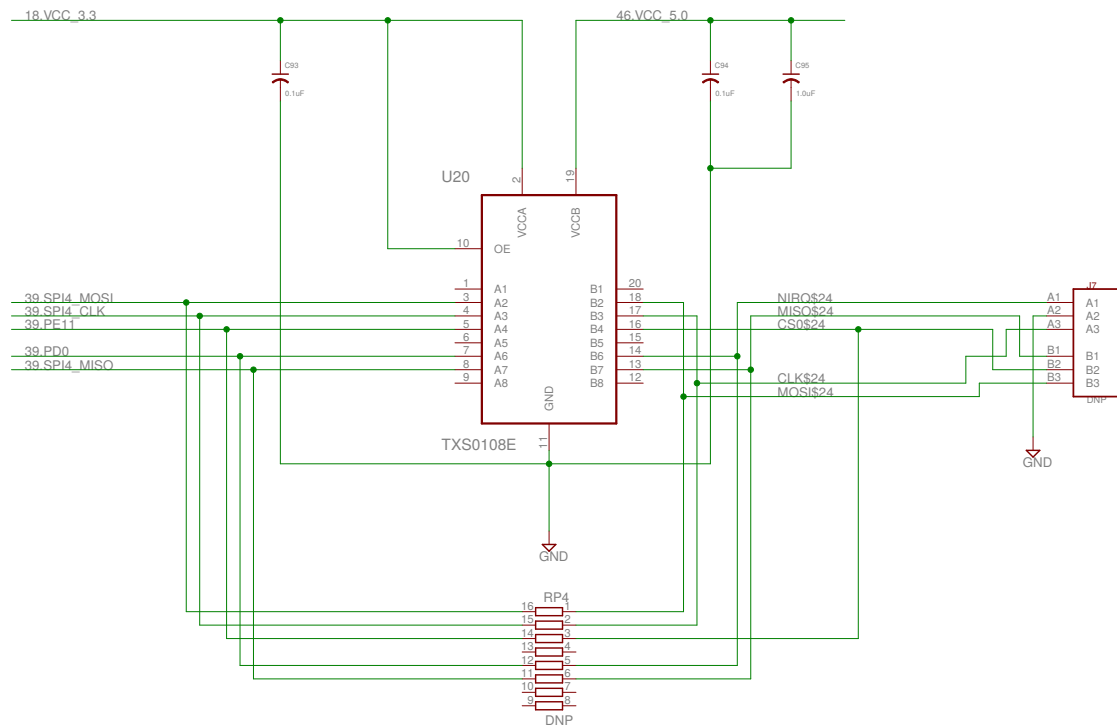 18.VCC_3.3
46.VCC_5.0
C93
0.1uF
C94
0.1uF
C95
1.0uF
U20
2
19
VCCA
VCCB
10
OE
1
A1
B1
20
39.SPI4_MOSI
3
A2
B2
18
39.SPI4_CLK
4
A3
B3
17
39.PE11
5
A4
B4
16
6
A5
B5
15
39.PD0
7
A6
B6
14
39.SPI4_MISO
8
A7
B7
13
9
A8
B8
12
GND
11
TXS0108E
GND
J7
NIRQ$24
A1
A1
MISO$24
A2
A2
CS0$24
A3
A3
B1
B1
B2
B2
CLK$24
B3
B3
MOSI$24
DNP
GND
RP4
16
1
15
2
14
3
13
4
12
5
11
6
10
7
9
8
DNP